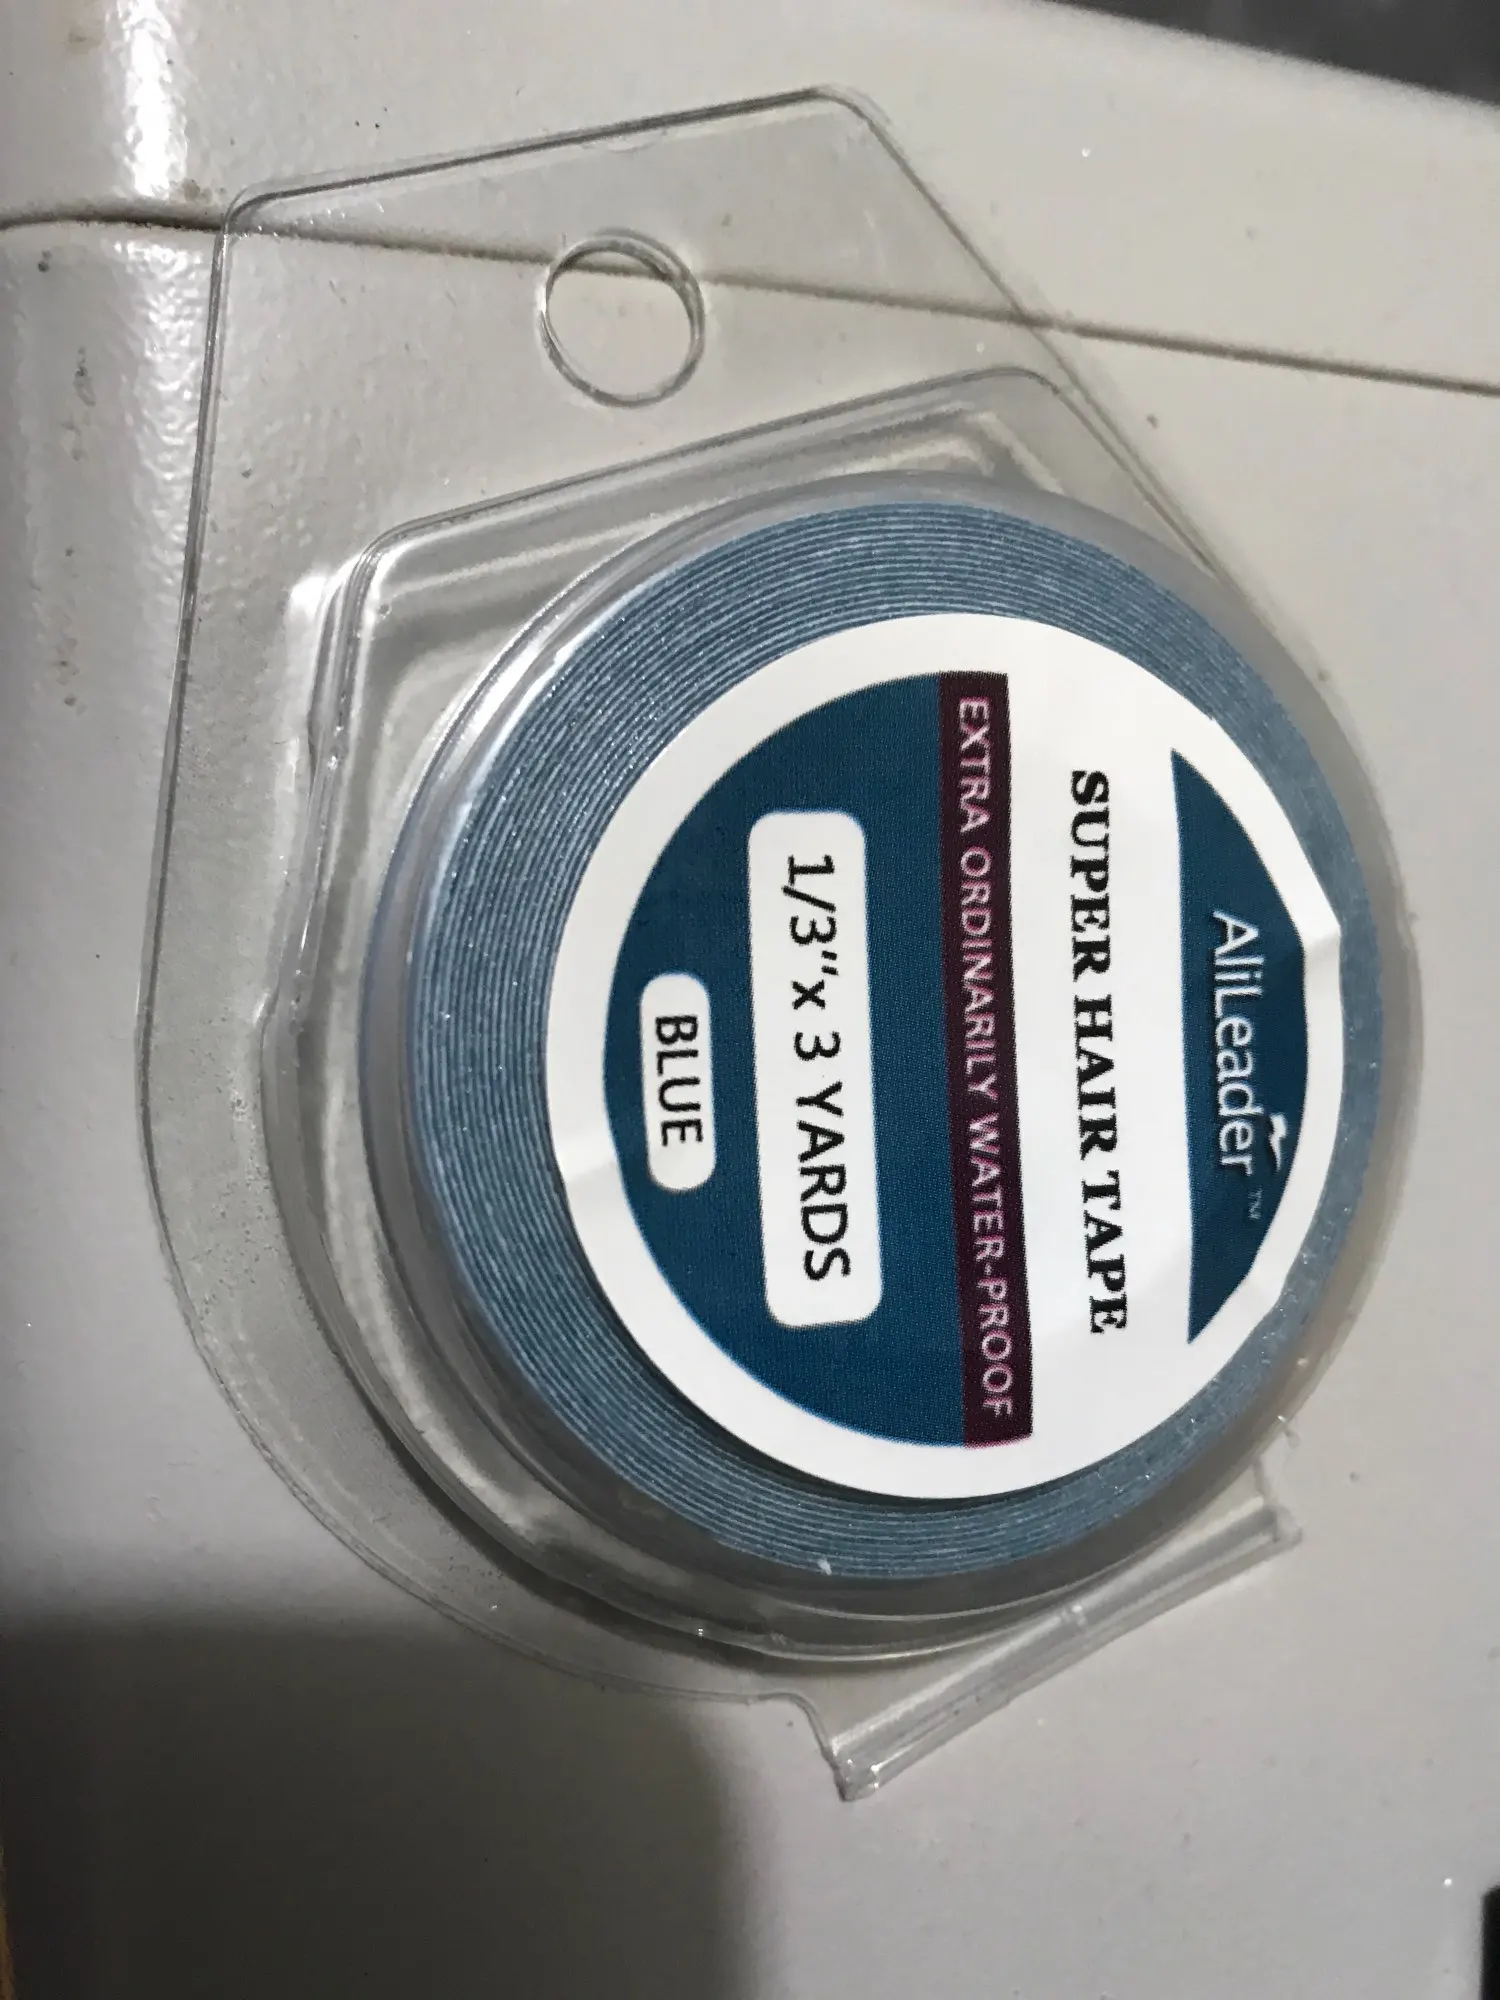 AliLeader™
SUPER HAIR TAPE
EXTRA ORDINARILY WATER-PROOF
1/3"x 3 YARDS
BLUE